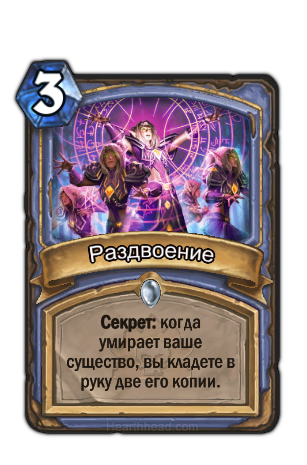 3
Раздвоение
Секрет: когда
умирает ваше
существо, вы кладете в
руку две его копии.
Hearthhead.com